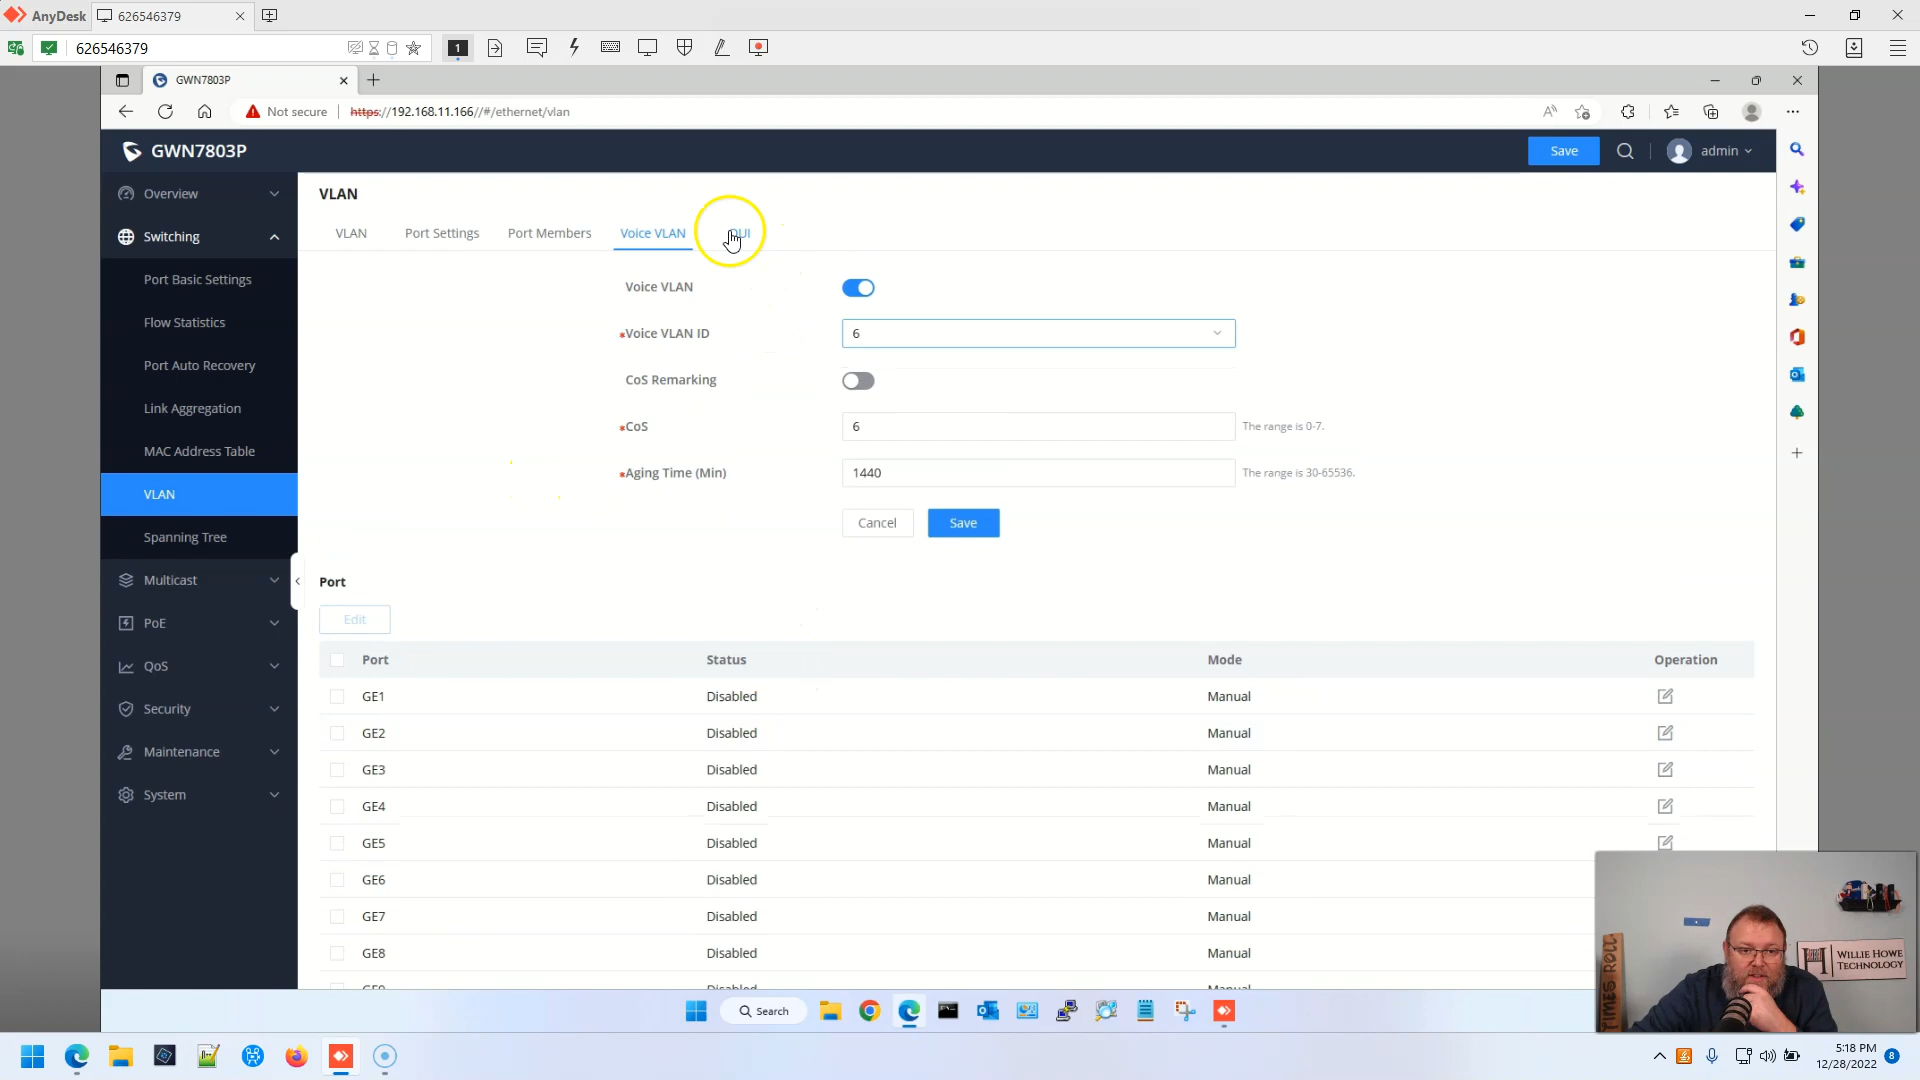 AnyDesk
626546379
626546379
1
GWN7803P
Not secure
https://192.168.11.166//#/ethernet/vlan
GWN7803P
Save
admin
Overview
Switching
Port Basic Settings
Flow Statistics
Port Auto Recovery
Link Aggregation
MAC Address Table
VLAN
Spanning Tree
Multicast
PoE
QoS
Security
Maintenance
System
VLAN
VLAN
Port Settings
Port Members
Voice VLAN
OUI
Voice VLAN
*Voice VLAN ID
6
CoS Remarking
*CoS
6
The range is 0-7.
*Aging Time (Min)
1440
The range is 30-65536.
Cancel
Save
Port
Edit
Port Status Mode Operation
GE1 Disabled Manual
GE2 Disabled Manual
GE3 Disabled Manual
GE4 Disabled Manual
GE5 Disabled Manual
GE6 Disabled Manual
GE7 Disabled Manual
GE8 Disabled Manual
GE9 Disabled Manual
TIMES ROLL
WILLIE HOWE
TECHNOLOGY
Search
5:18 PM
12/28/2022
8